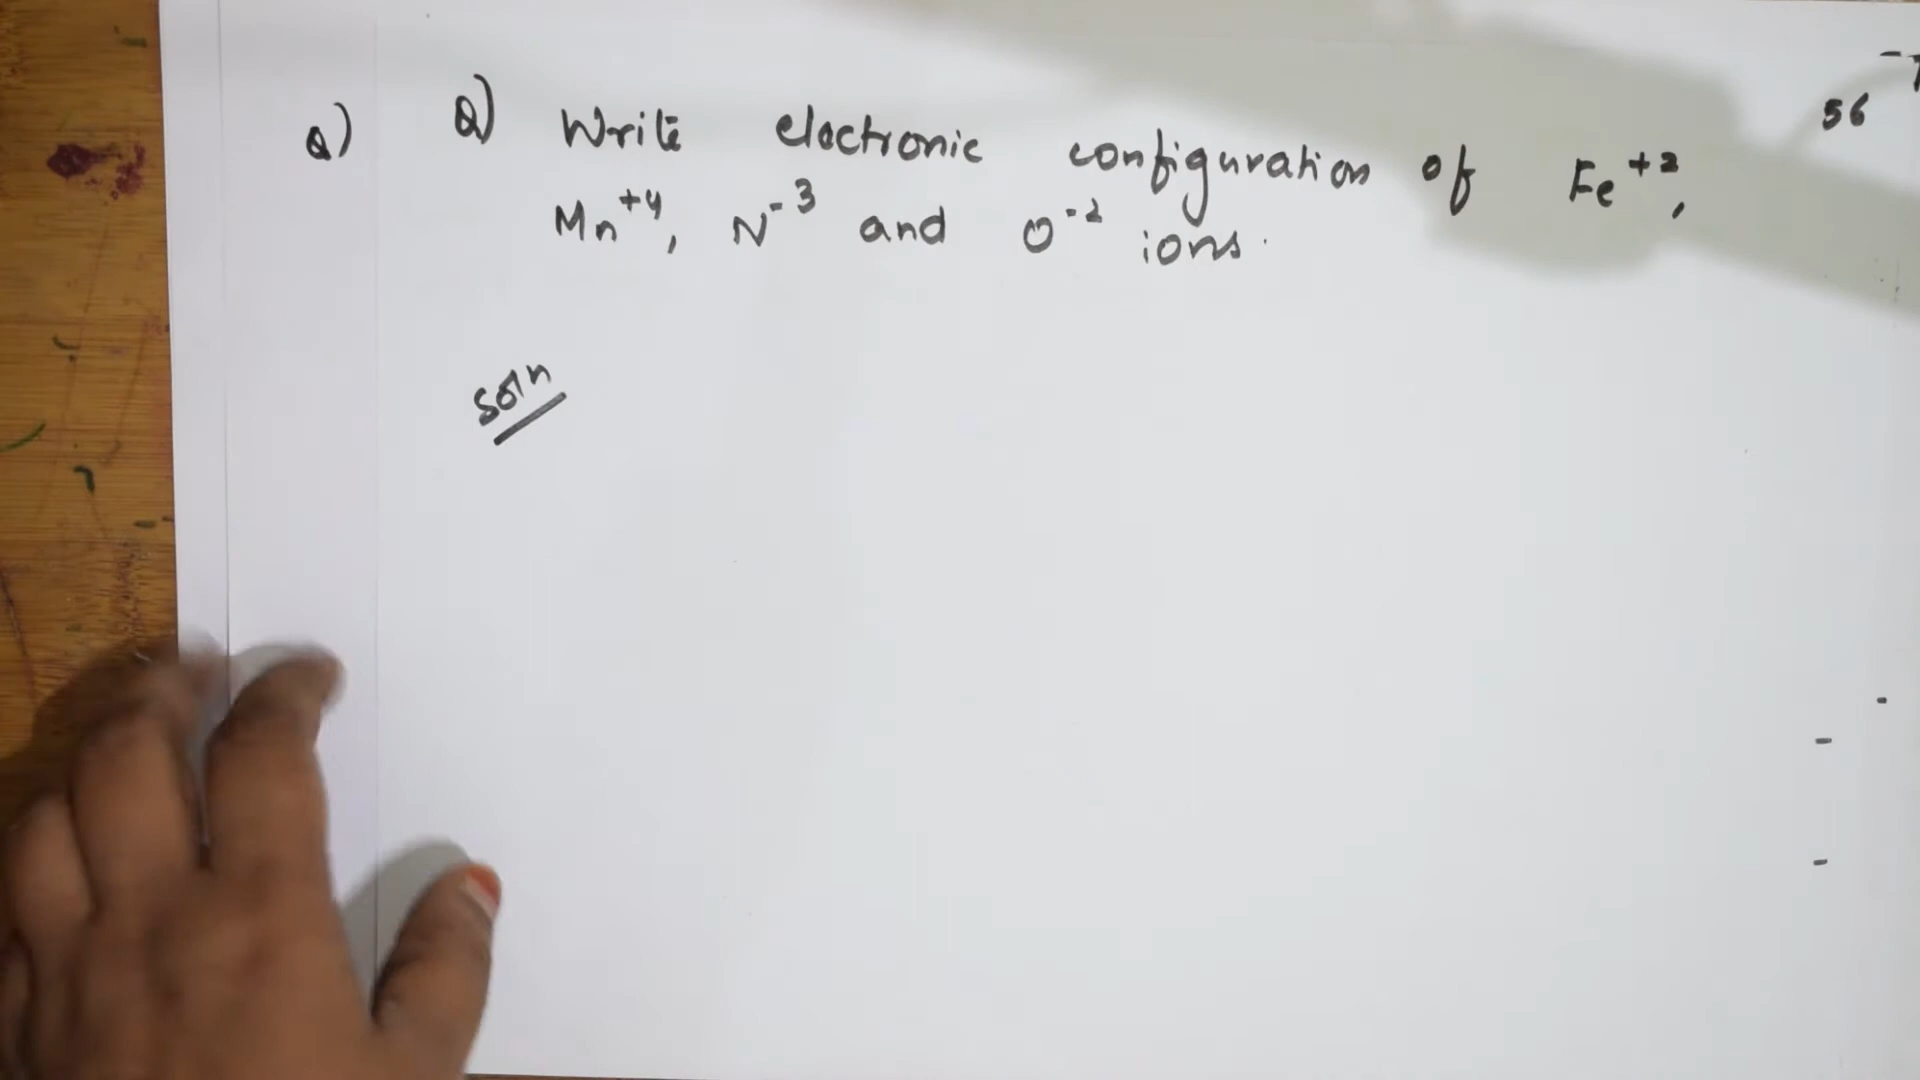 Q) Q) Write electronic configuration of Fe⁺²,
Mn⁺⁴, N⁻³ and O⁻² ions.
Soln
56